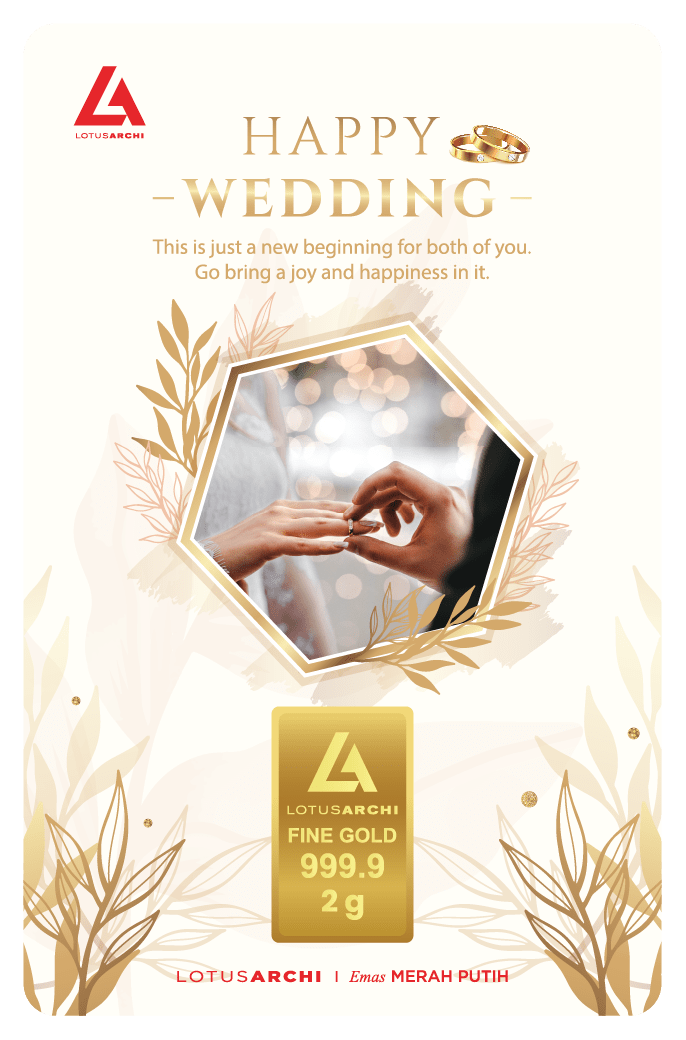 LOTUSARCHI
HAPPY
WEDDING
This is just a new beginning for both of you.
Go bring a joy and happiness in it.
LOTUSARCHI
FINE GOLD
999.9
2 g
LOTUSARCHI | Emas MERAH PUTIH